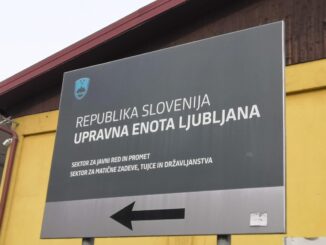 REPUBLIKA SLOVENIJA
UPRAVNA ENOTA LJUBLJANA
SEKTOR ZA JAVNI RED IN PROMET
SEKTOR ZA MATIČNE ZADEVE, TUJCE IN DRŽAVLJANSTVA